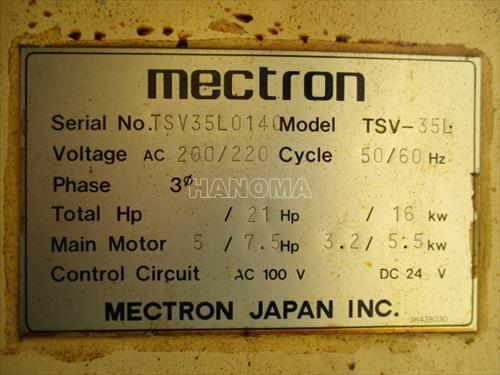 mectron
Serial No. TSV35L0140 Model TSV-35L
Voltage AC 200/220 Cycle 50/60 Hz
Phase 3ø
HANOMA
Total Hp / 21 Hp / 16 kw
Main Motor 5 / 7.5 Hp 3.2 / 5.5 kw
Control Circuit AC 100 V DC 24 V
MECTRON JAPAN INC.
JK428030